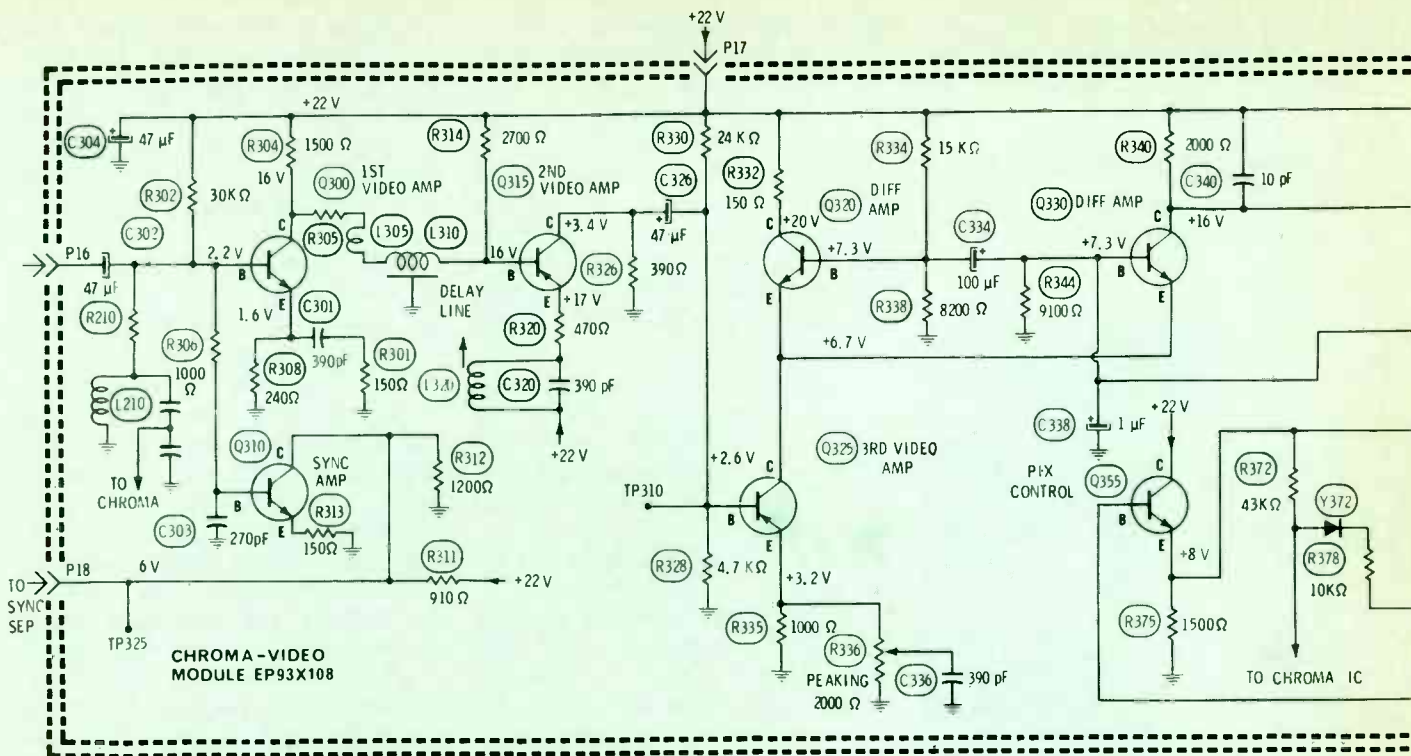 +22 V
P17
+22 V
C304
47 µF
R302
30KΩ
R304
1500 Ω
16 V
Q300
1ST
VIDEO AMP
R314
2700 Ω
Q315
2ND
VIDEO AMP
R330
24 KΩ
R332
150 Ω
C326
47 µF
R334
15 KΩ
Q320
DIFF
AMP
+20 V
+7.3 V
C334
100 µF
Q330
DIFF AMP
R340
2000 Ω
C340
10 pF
+16 V
+7.3 V
C302
P16
47 µF
2.2 V
B
C
E
R305
L305
L310
16 V
B
C
E
+3.4 V
R326
390Ω
+17 V
DELAY
LINE
C
B
E
C
B
E
R338
8200 Ω
R344
9100Ω
+6.7 V
R210
R306
1000
Ω
1.6 V
C301
390pF
R308
240Ω
R301
150Ω
R320
470Ω
L320
C320
390 pF
+22 V
L210
TO
CHROMA
Q310
SYNC
AMP
C
B
E
R313
150Ω
R312
1200Ω
C303
270pF
TP310
+2.6 V
Q325
3RD VIDEO
AMP
C
B
E
+3.2 V
C338
1 µF
+22 V
PIX
CONTROL
Q355
C
B
E
+8 V
R372
43KΩ
Y372
R378
10KΩ
R375
1500Ω
TO CHROMA IC
R328
4.7 KΩ
R335
1000 Ω
R336
PEAKING
2000 Ω
C336
390 pF
TO
SYNC
SEP
P18
6 V
R311
910 Ω
+22 V
TP325
CHROMA-VIDEO
MODULE EP93X108